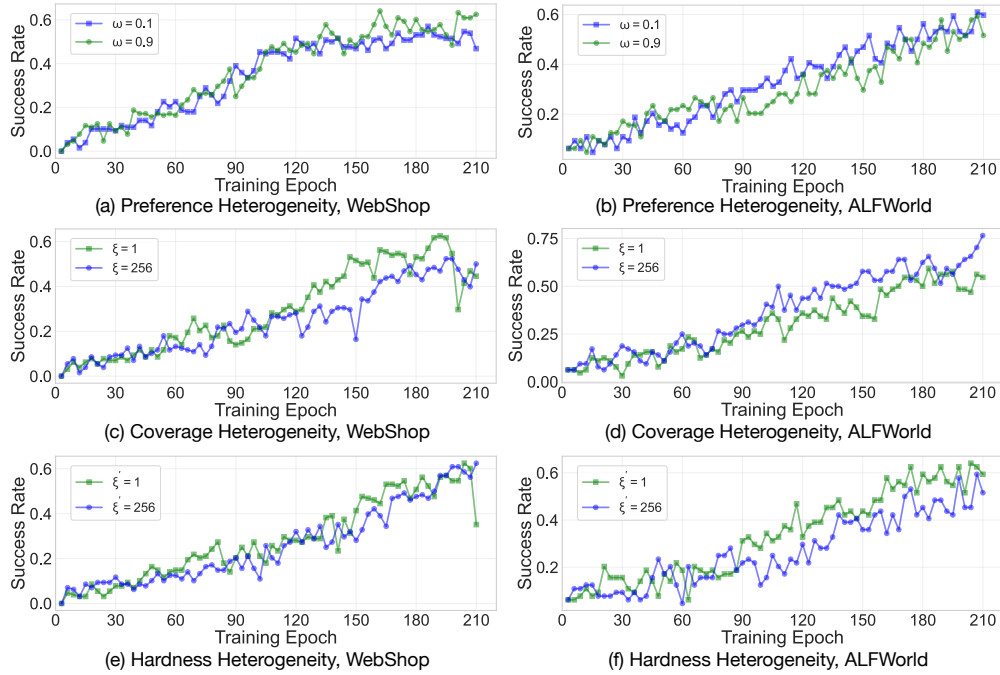 Success Rate
0.6
0.4
0.2
0.0
ω = 0.1
ω = 0.9
0 30 60 90 120 150 180 210
Training Epoch
(a) Preference Heterogeneity, WebShop
Success Rate
0.6
0.4
0.2
ω = 0.1
ω = 0.9
0 30 60 90 120 150 180 210
Training Epoch
(b) Preference Heterogeneity, ALFWorld
Success Rate
0.6
0.4
0.2
0.0
ξ = 1
ξ = 256
0 30 60 90 120 150 180 210
Training Epoch
(c) Coverage Heterogeneity, WebShop
Success Rate
0.75
0.50
0.25
0.00
ξ = 1
ξ = 256
0 30 60 90 120 150 180 210
Training Epoch
(d) Coverage Heterogeneity, ALFWorld
Success Rate
0.6
0.4
0.2
0.0
ξ′ = 1
ξ′ = 256
0 30 60 90 120 150 180 210
Training Epoch
(e) Hardness Heterogeneity, WebShop
Success Rate
0.6
0.4
0.2
ξ′ = 1
ξ′ = 256
0 30 60 90 120 150 180 210
Training Epoch
(f) Hardness Heterogeneity, ALFWorld